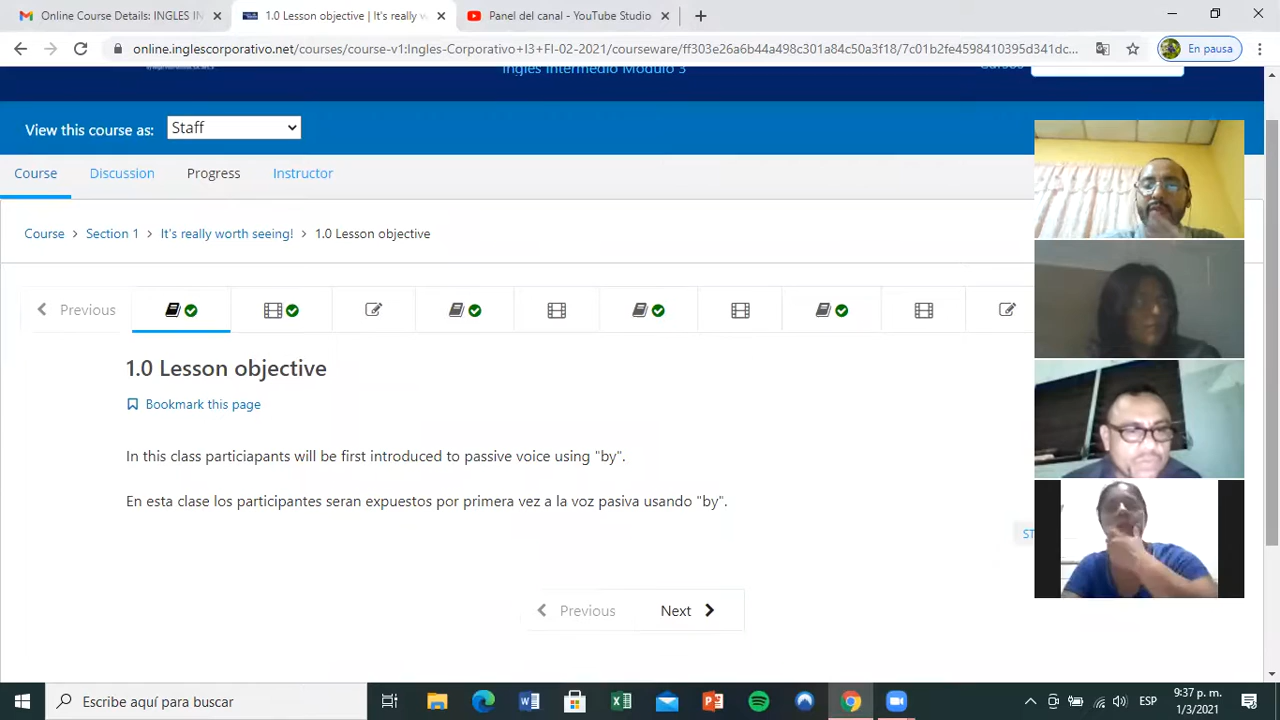 Online Course Details: INGLES IN
1.0 Lesson objective | It's really w
Panel del canal - YouTube Studio
online.inglescorporativo.net/courses/course-v1:Ingles-Corporativo+I3+FI-02-2021/courseware/ff303e26a6b44a498c301a84c50a3f18/7c01b2fe4598410395d341dc...
En pausa
Ingles Intermedio Modulo 3
View this course as:
Staff
Course
Discussion
Progress
Instructor
Course > Section 1 > It's really worth seeing! > 1.0 Lesson objective
Previous
1.0 Lesson objective
Bookmark this page
In this class particiapants will be first introduced to passive voice using "by".
En esta clase los participantes seran expuestos por primera vez a la voz pasiva usando "by".
ST
Previous
Next
Escribe aquí para buscar
ESP
9:37 p. m.
1/3/2021